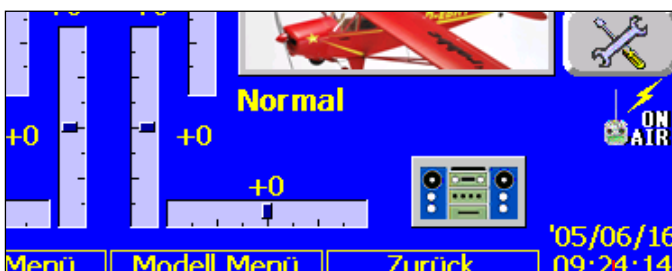 Normal
ON
AIR
+0
+0
+0
'05/06/16
Menü
Modell Menü
Zurück
09:24:14